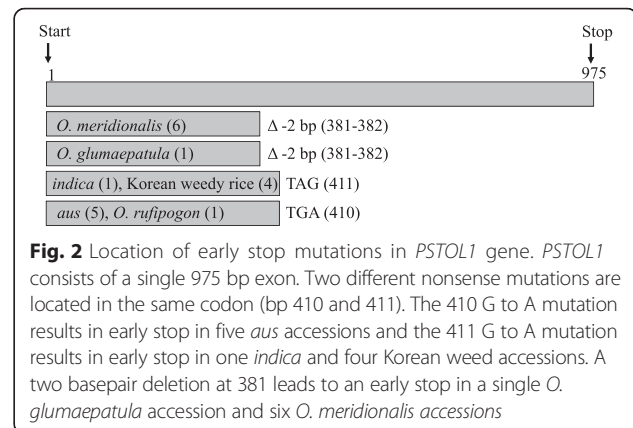 Start Stop
1 975
O. meridionalis (6) Δ -2 bp (381-382)
O. glumaepatula (1) Δ -2 bp (381-382)
indica (1), Korean weedy rice (4) TAG (411)
aus (5), O. rufipogon (1) TGA (410)
Fig. 2 Location of early stop mutations in PSTOL1 gene. PSTOL1
consists of a single 975 bp exon. Two different nonsense mutations are
located in the same codon (bp 410 and 411). The 410 G to A mutation
results in early stop in five aus accessions and the 411 G to A mutation
results in early stop in one indica and four Korean weed accessions. A
two basepair deletion at 381 leads to an early stop in a single O.
glumaepatula accession and six O. meridionalis accessions